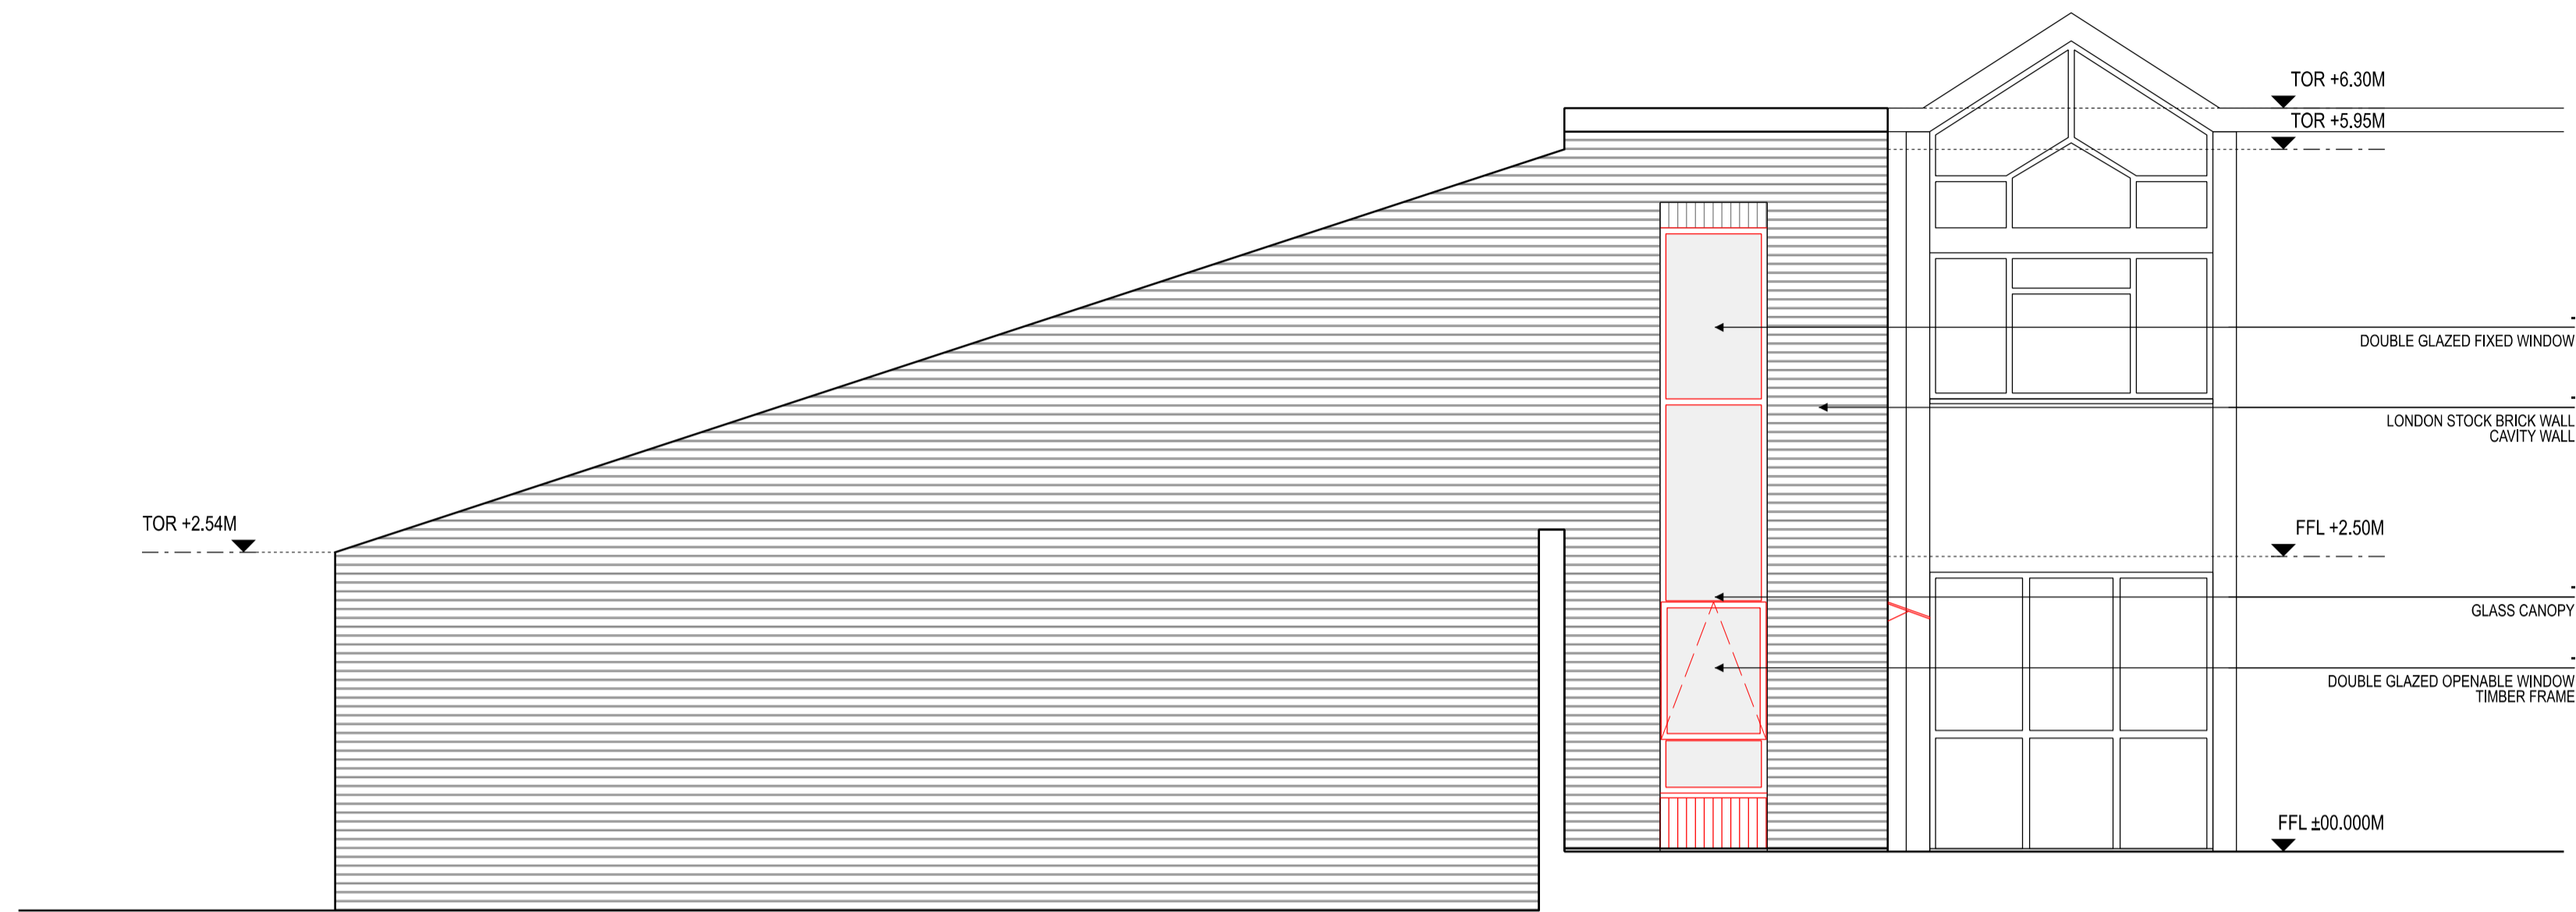 TOR +6.30M
TOR +5.95M
DOUBLE GLAZED FIXED WINDOW
LONDON STOCK BRICK WALL
CAVITY WALL
TOR +2.54M
FFL +2.50M
GLASS CANOPY
DOUBLE GLAZED OPENABLE WINDOW
TIMBER FRAME
FFL ±00.000M